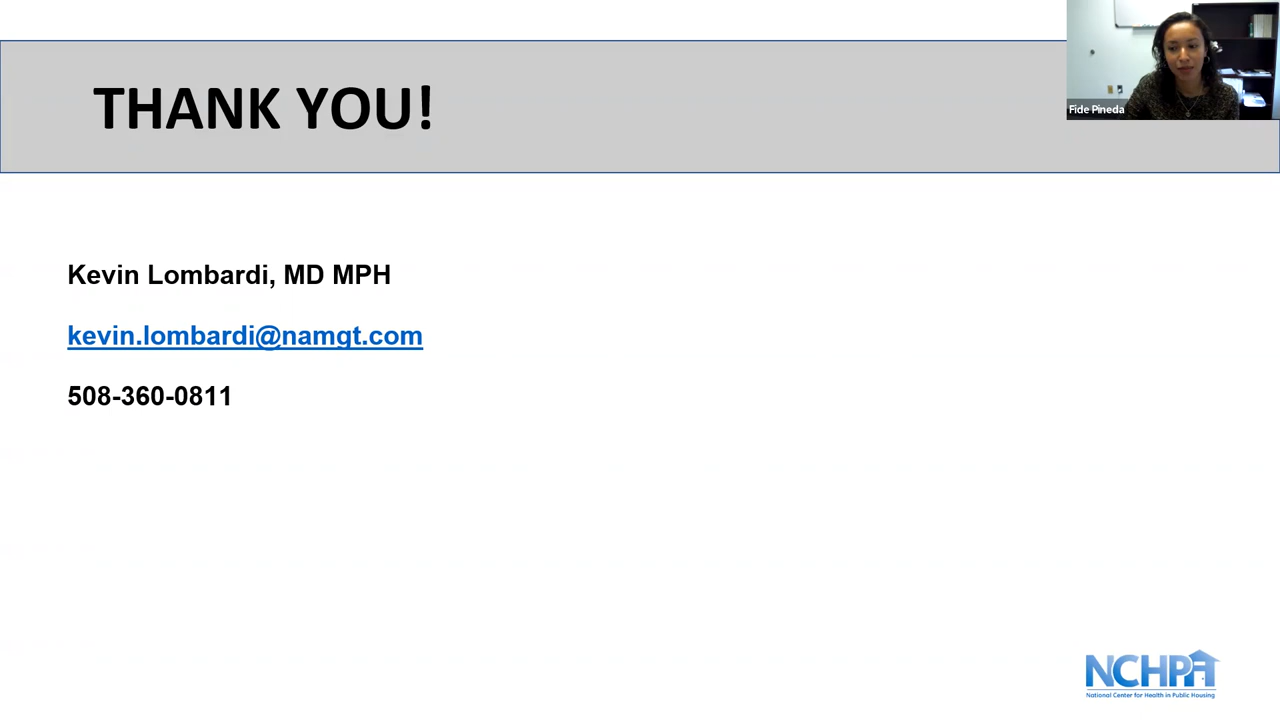 THANK YOU!
Fide Pineda
Kevin Lombardi, MD MPH
kevin.lombardi@namgt.com
508-360-0811
NCHPH
National Center for Health in Public Housing